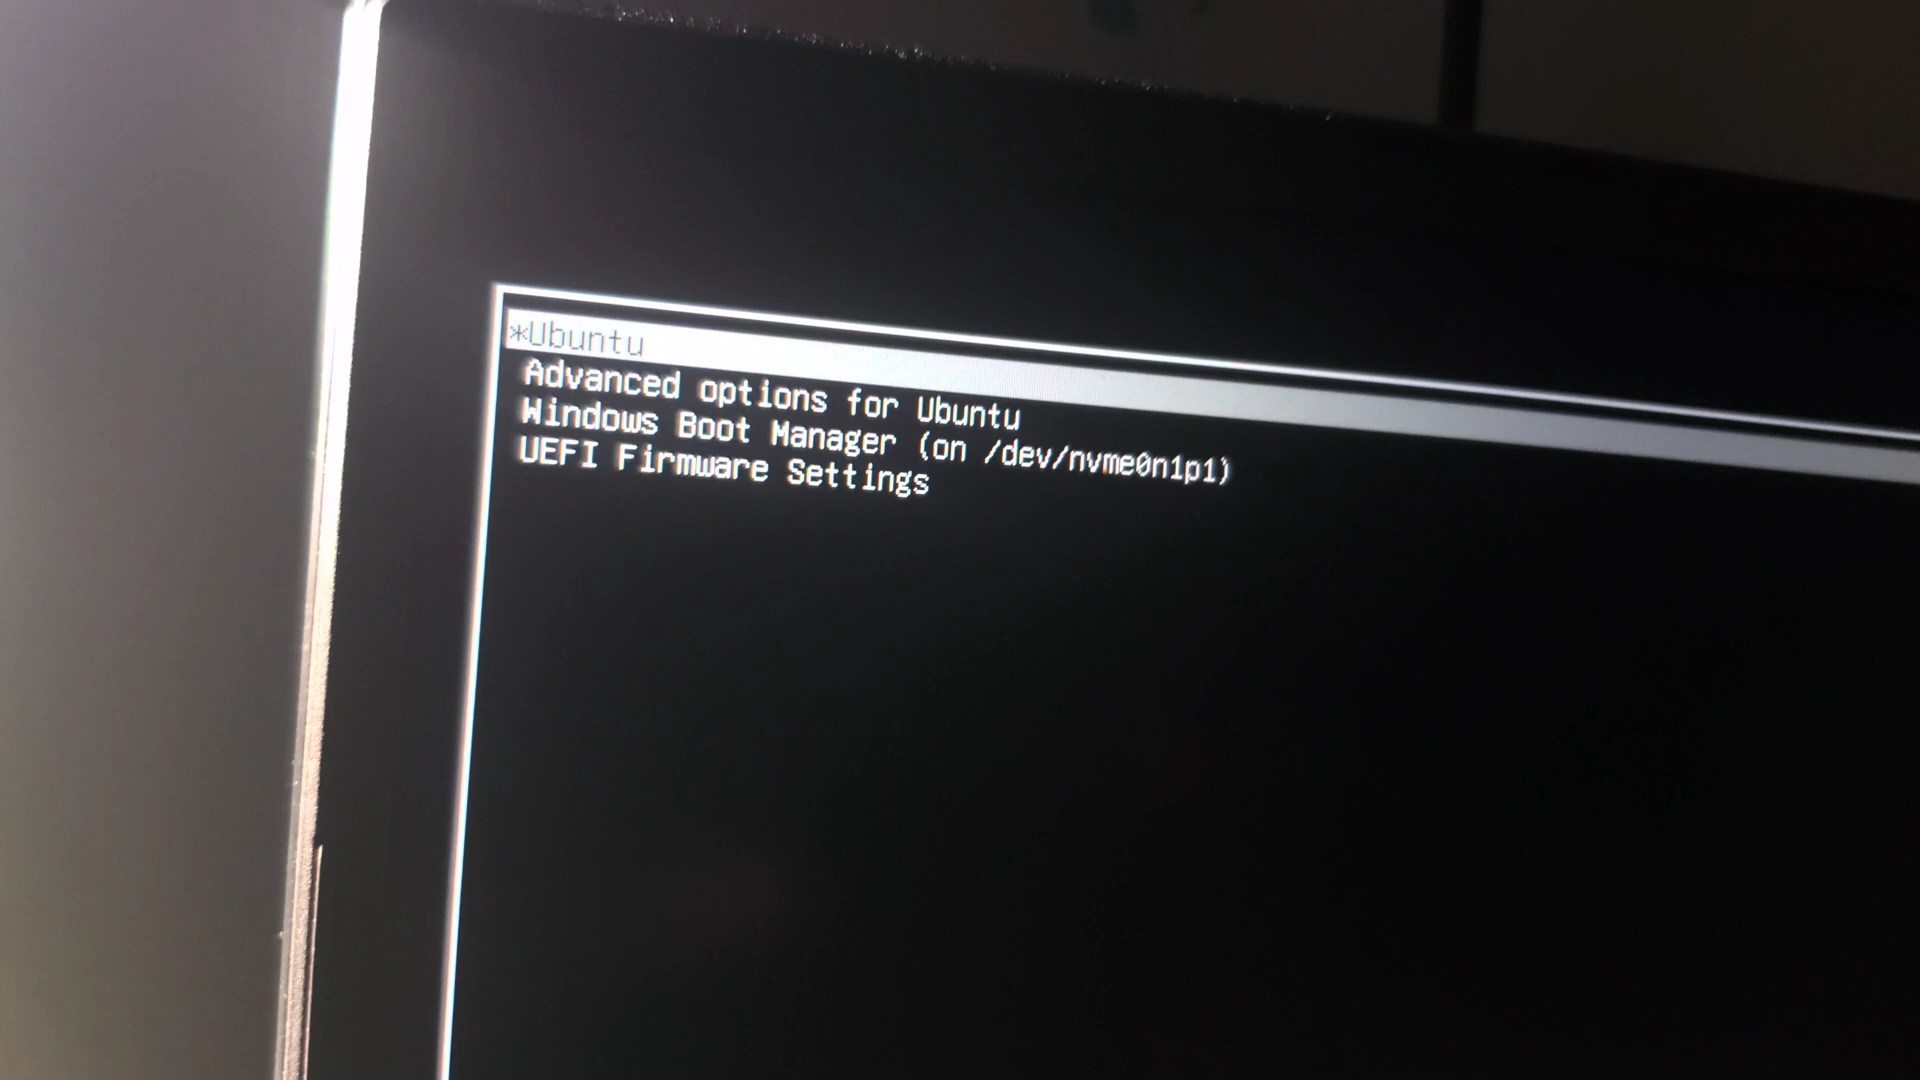 *Ubuntu
Advanced options for Ubuntu
Windows Boot Manager (on /dev/nvme0n1p1)
UEFI Firmware Settings